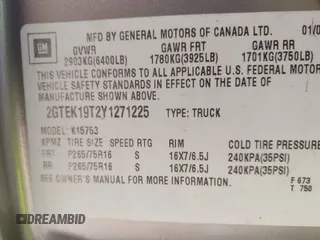 GM
MFD BY GENERAL MOTORS OF CANADA LTD. 01/0
GVWR GAWR FRT GAWR RR
2903KG(6400LB) 1780KG(3925LB) 1701KG(3750LB)
THIS VEHICLE CONFORMS TO ALL APPLICABLE U.S. FEDERAL MOTOR
VEHICLE SAFETY STANDARDS IN EFFECT ON THE DATE OF
MANUFACTURE SHOWN ABOVE.
2GTEK19T2Y1271225 TYPE: TRUCK
MODEL: K15753
KPMZ TIRE SIZE SPEED RTG RIM COLD TIRE PRESSURE
FRT P265/75R16 S 16X7/6.5J 240KPA(35PSI)
RR P265/75R16 S 16X7/6.5J 240KPA(35PSI)
SEE OWNER'S MANUAL FOR MORE INFORMATION.
F 673
T 750
DYRAMID BID